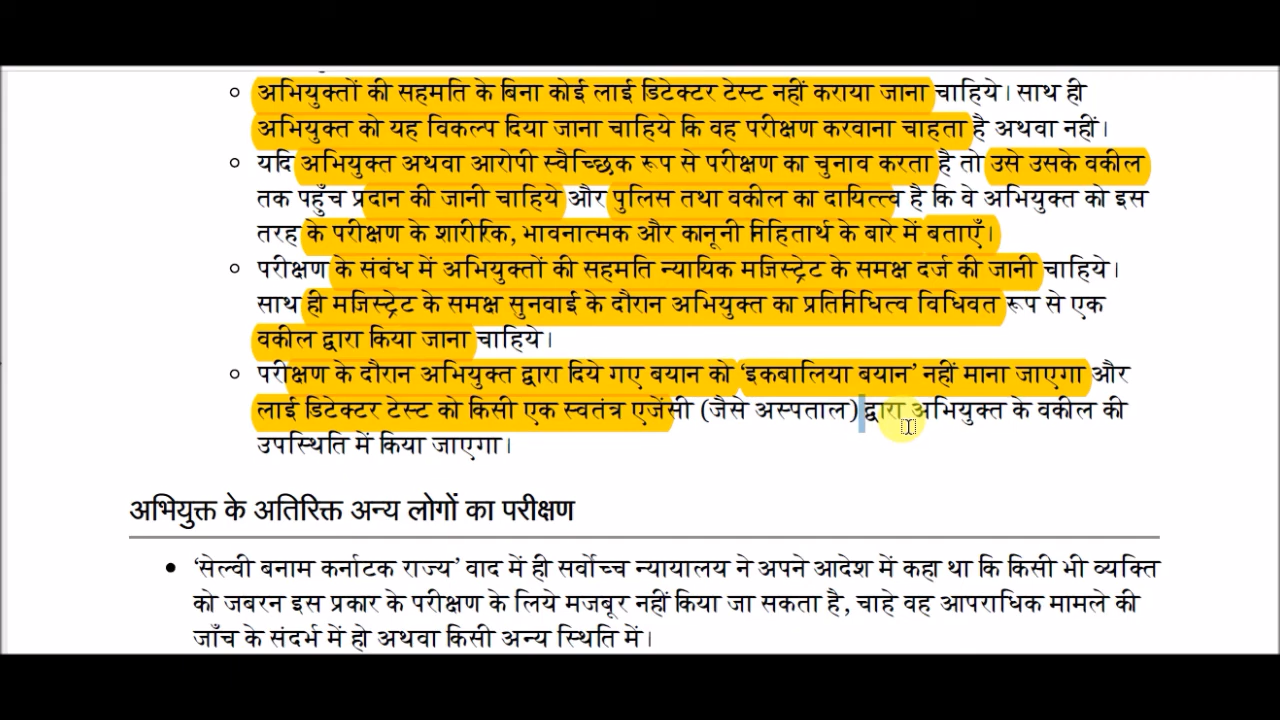 अभियुक्तों की सहमति के बिना कोई लाई डिटेक्टर टेस्ट नहीं कराया जाना चाहिये। साथ ही
अभियुक्त को यह विकल्प दिया जाना चाहिये कि वह परीक्षण करवाना चाहता है अथवा नहीं।
यदि अभियुक्त अथवा आरोपी स्वैच्छिक रूप से परीक्षण का चुनाव करता है तो उसे उसके वकील
तक पहुँच प्रदान की जानी चाहिये और पुलिस तथा वकील का दायित्त्व है कि वे अभियुक्त को इस
तरह के परीक्षण के शारीरिक, भावनात्मक और कानूनी निहितार्थ के बारे में बताएँ।
परीक्षण के संबंध में अभियुक्तों की सहमति न्यायिक मजिस्ट्रेट के समक्ष दर्ज की जानी चाहिये।
साथ ही मजिस्ट्रेट के समक्ष सुनवाई के दौरान अभियुक्त का प्रतिनिधित्व विधिवत रूप से एक
वकील द्वारा किया जाना चाहिये।
परीक्षण के दौरान अभियुक्त द्वारा दिये गए बयान को ‘इकबालिया बयान’ नहीं माना जाएगा और
लाई डिटेक्टर टेस्ट को किसी एक स्वतंत्र एजेंसी (जैसे अस्पताल) द्वारा अभियुक्त के वकील की
उपस्थिति में किया जाएगा।
अभियुक्त के अतिरिक्त अन्य लोगों का परीक्षण
‘सेल्वी बनाम कर्नाटक राज्य’ वाद में ही सर्वोच्च न्यायालय ने अपने आदेश में कहा था कि किसी भी व्यक्ति
को जबरन इस प्रकार के परीक्षण के लिये मजबूर नहीं किया जा सकता है, चाहे वह आपराधिक मामले की
जाँच के संदर्भ में हो अथवा किसी अन्य स्थिति में।